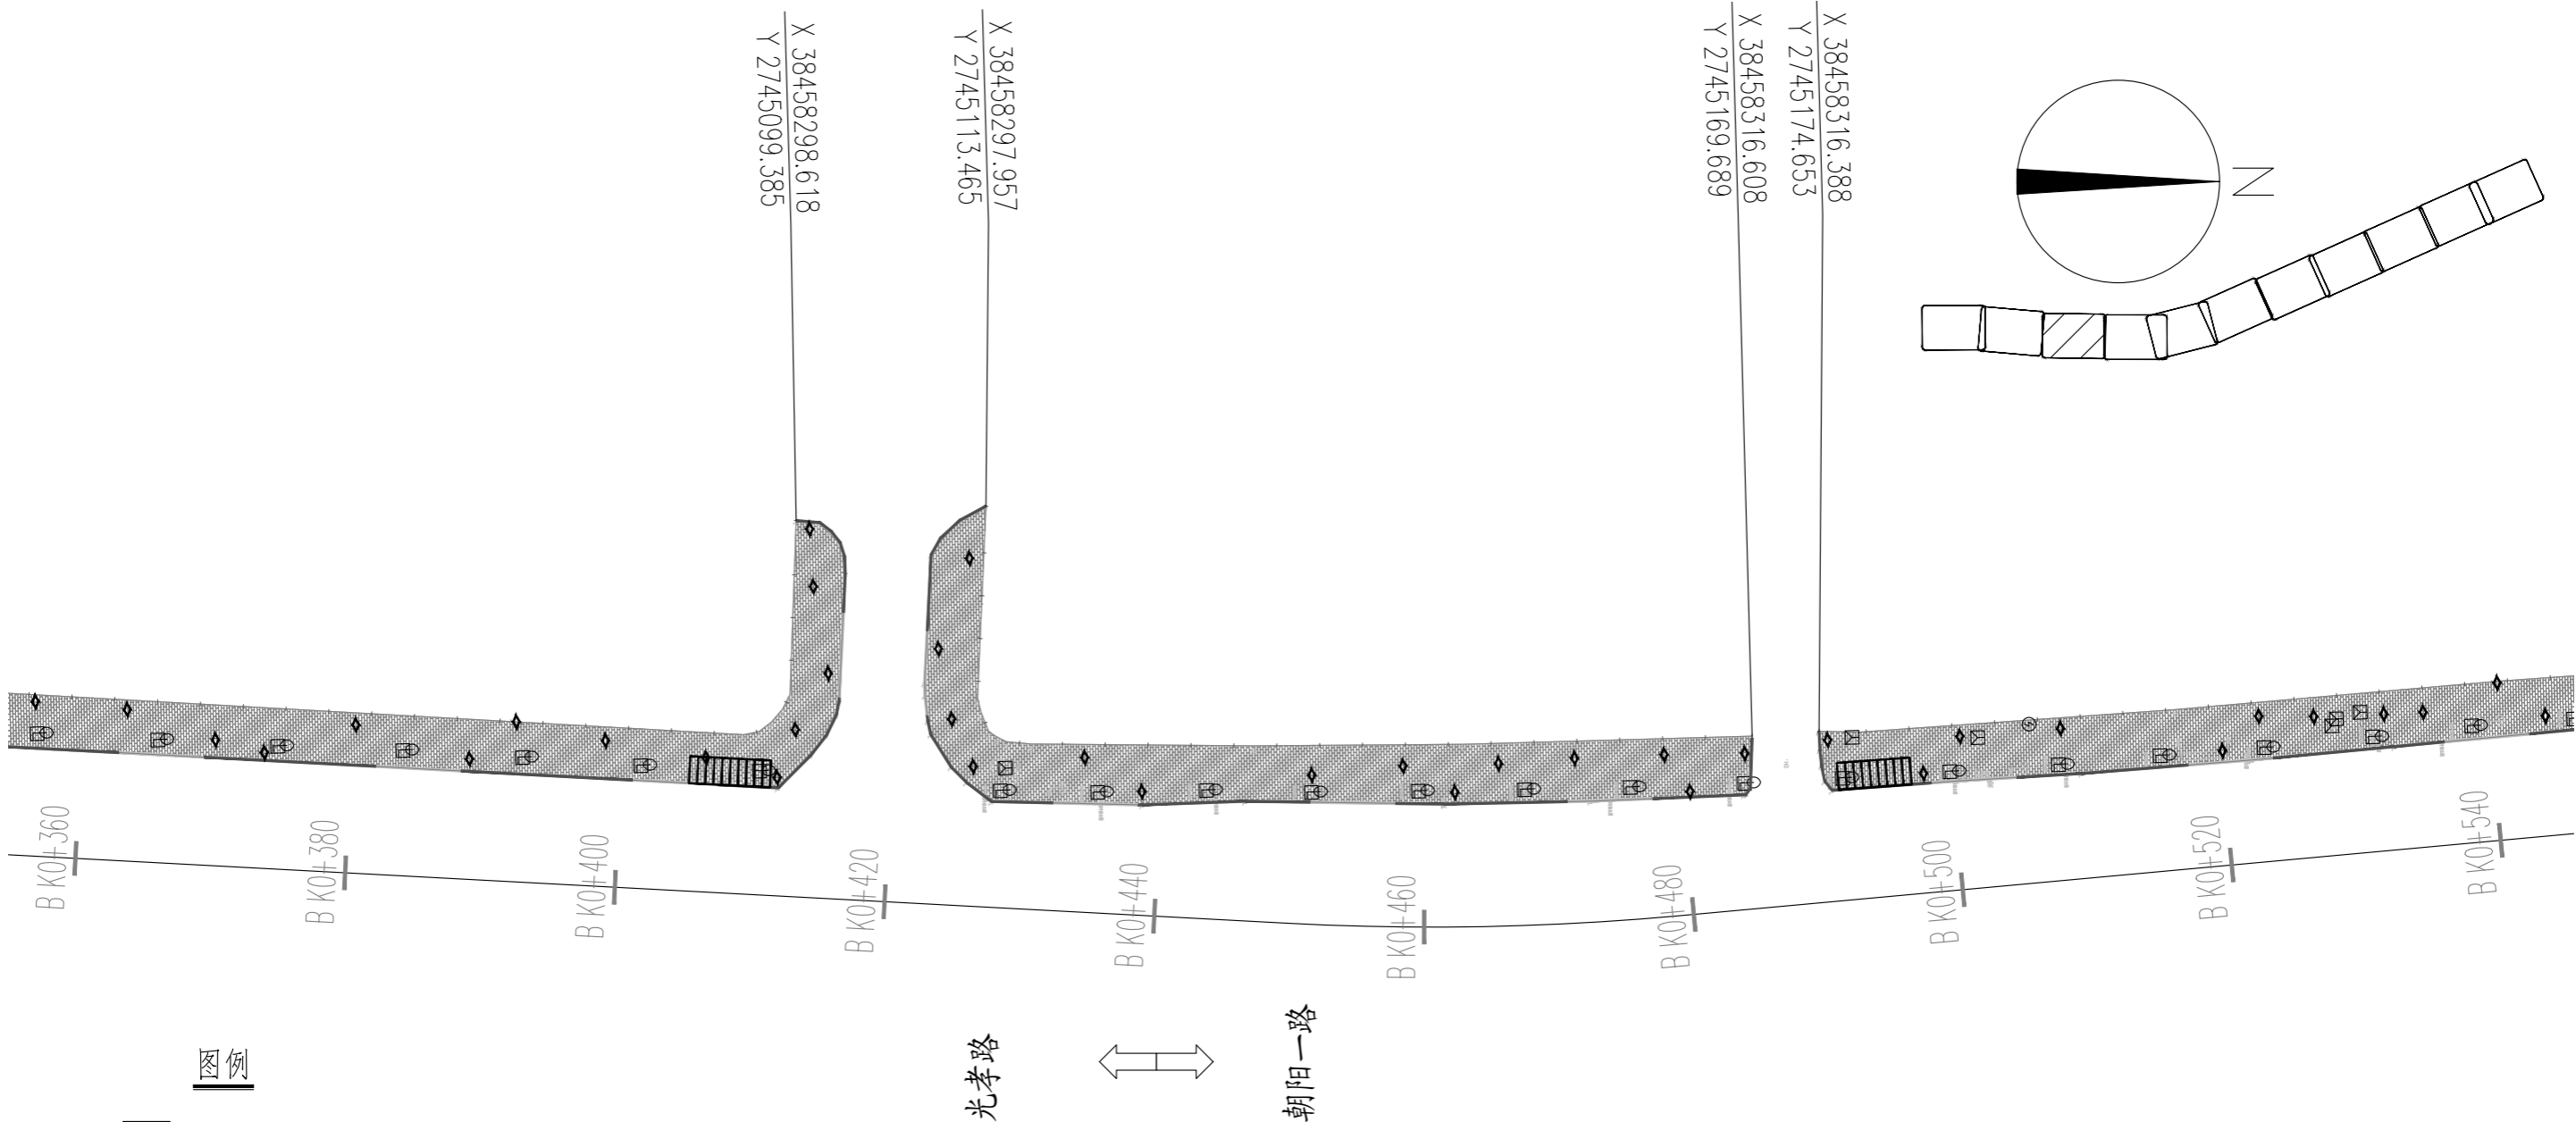 X 38458298.618
Y 2745099.385
X 38458297.957
Y 2745113.465
X 38458316.608
Y 2745169.689
X 38458316.388
Y 2745174.653
N
B K0+360
B K0+380
B K0+400
B K0+420
B K0+440
B K0+460
B K0+480
B K0+500
B K0+520
B K0+540
图例
光孝路
朝阳一路